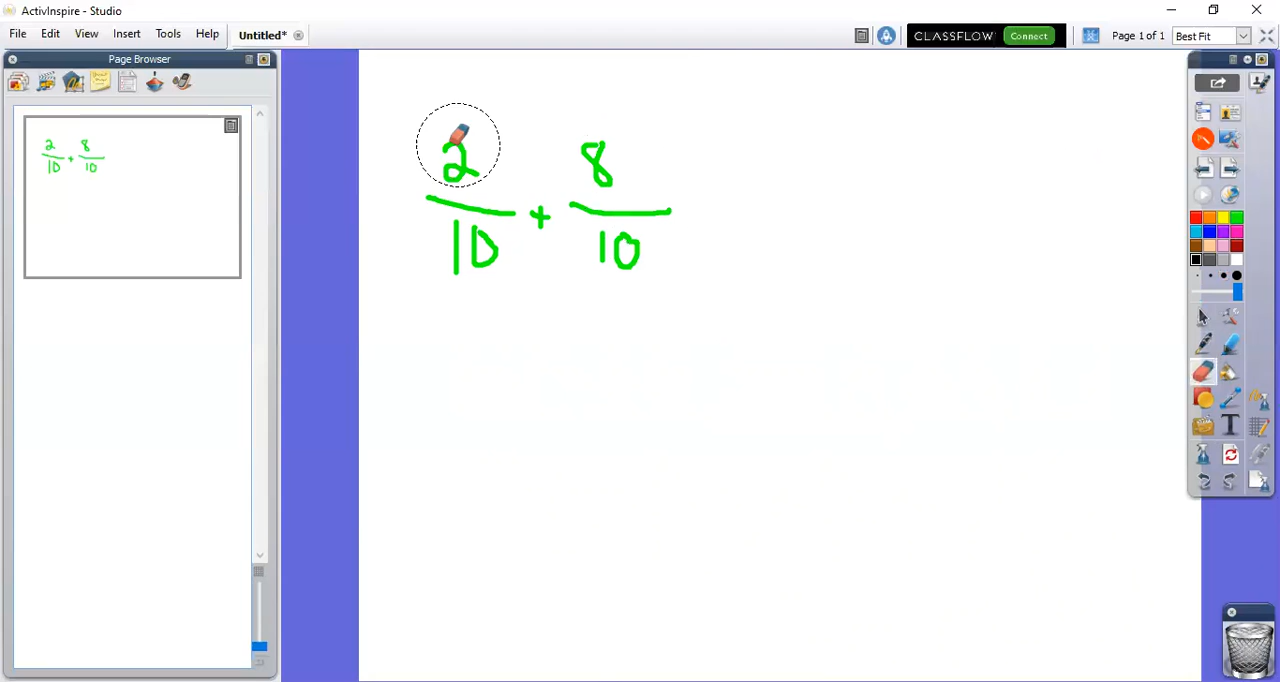 ActivInspire - Studio
File Edit View Insert Tools Help Untitled* CLASSFLOW Connect Page 1 of 1 Best Fit
Page Browser
2 8
10 + 10
2 8
10 + 10
T